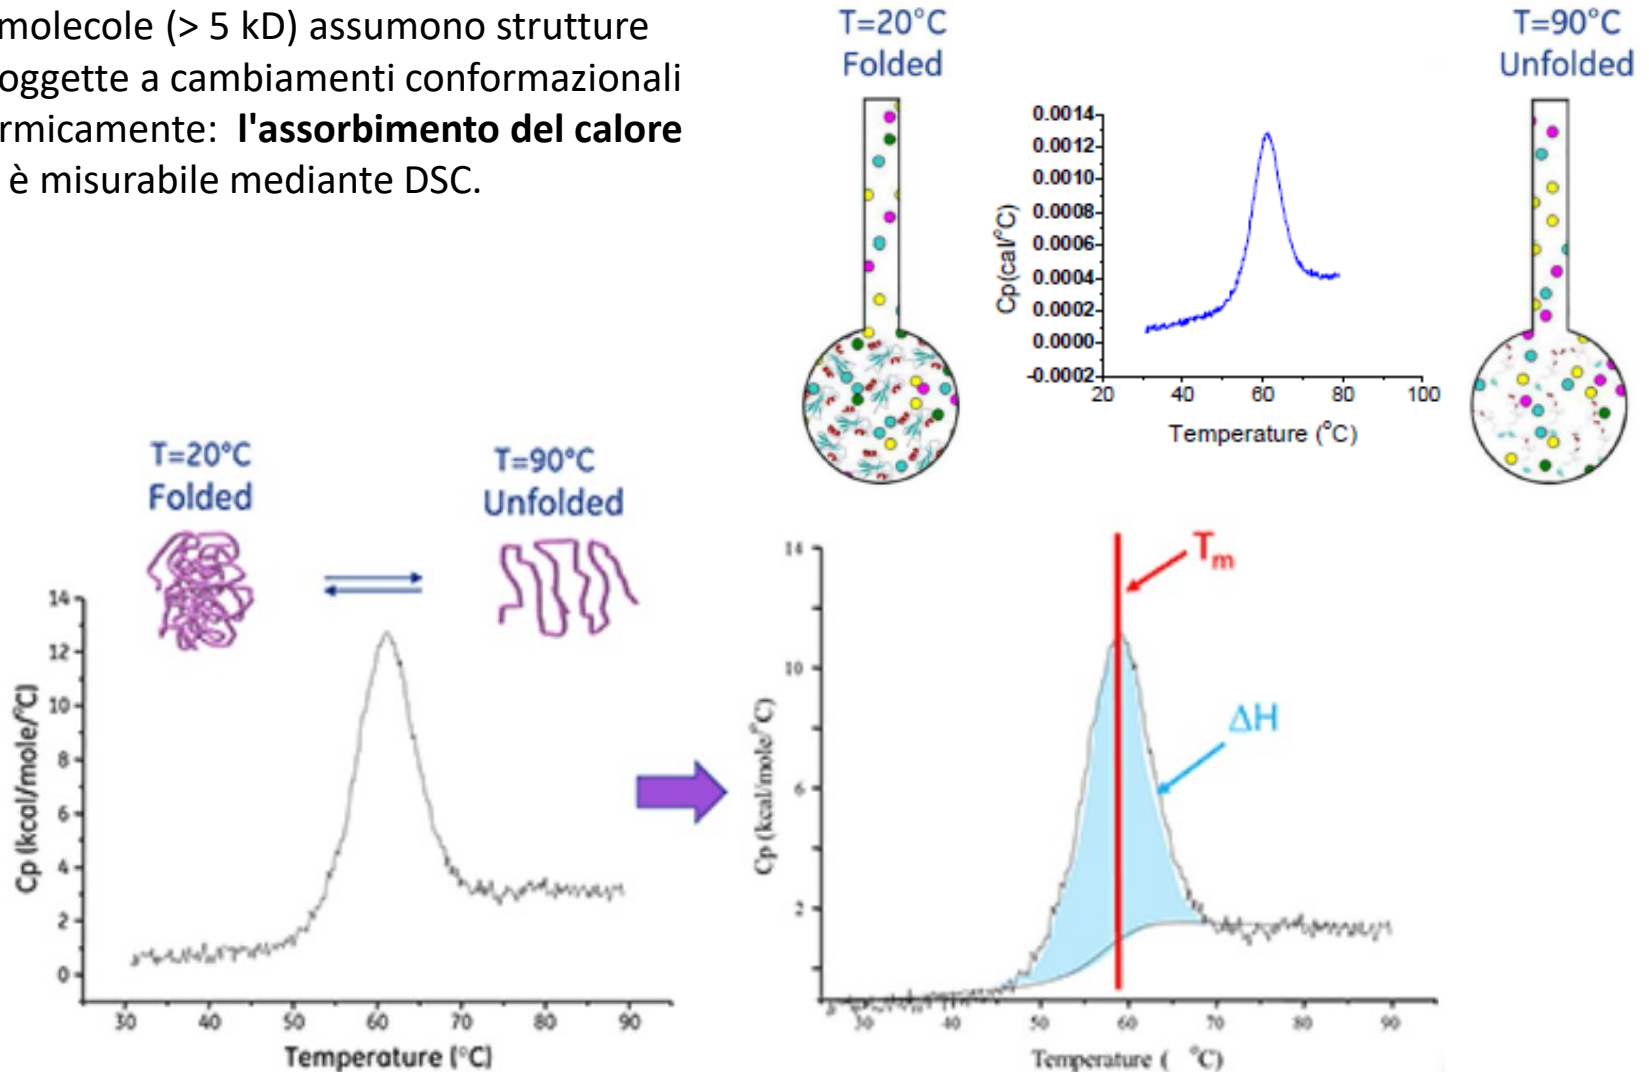 molecole (> 5 kD) assumono strutture
oggette a cambiamenti conformazionali
rmicamente: l'assorbimento del calore
è misurabile mediante DSC.
T=20°C
Folded
T=90°C
Unfolded
0.0014
0.0012
0.0010
0.0008
0.0006
0.0004
0.0002
0.0000
-0.0002
Cp(cal/°C)
20 40 60 80 100
Temperature (°C)
T=20°C
Folded
T=90°C
Unfolded
14
12
10
8
6
4
2
0
Cp (kcal/mole/°C)
30 40 50 60 70 80 90
Temperature (°C)
Tm
ΔH
14
10
6
2
Cp (kcal/mole/°C)
30 40 50 60 70 80 90
Temperature ( °C)